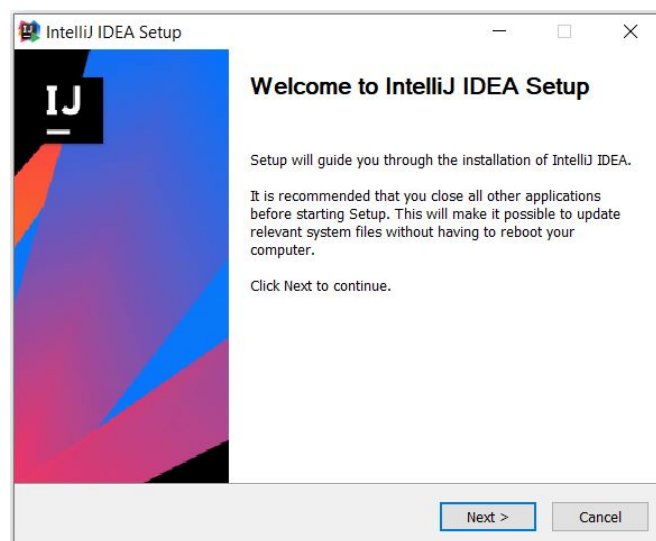 IntelliJ IDEA Setup
IJ
Welcome to IntelliJ IDEA Setup
Setup will guide you through the installation of IntelliJ IDEA.
It is recommended that you close all other applications
before starting Setup. This will make it possible to update
relevant system files without having to reboot your
computer.
Click Next to continue.
Next >
Cancel